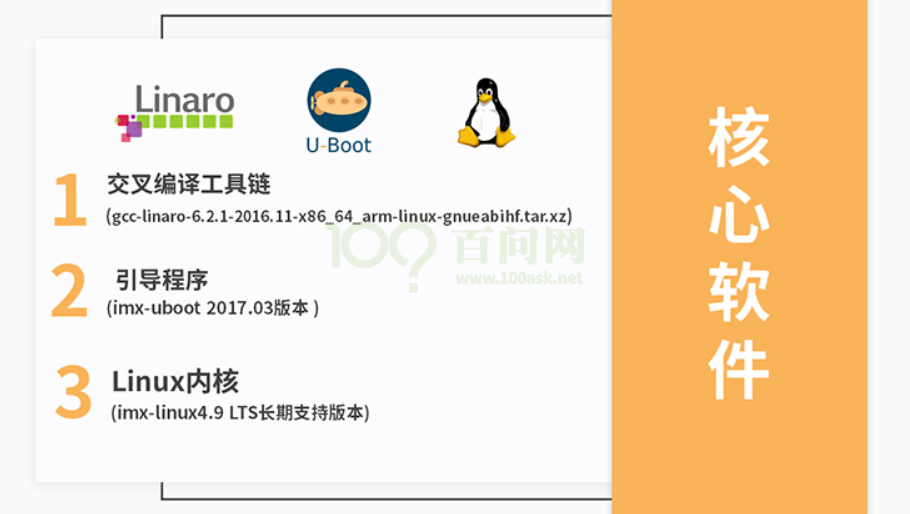 Linaro
U-Boot
1 交叉编译工具链
(gcc-linaro-6.2.1-2016.11-x86_64_arm-linux-gnueabihf.tar.xz)
100? 百问网
www.100ask.net
2 引导程序
(imx-uboot 2017.03版本 )
3 Linux内核
(imx-linux4.9 LTS长期支持版本)
核心软件